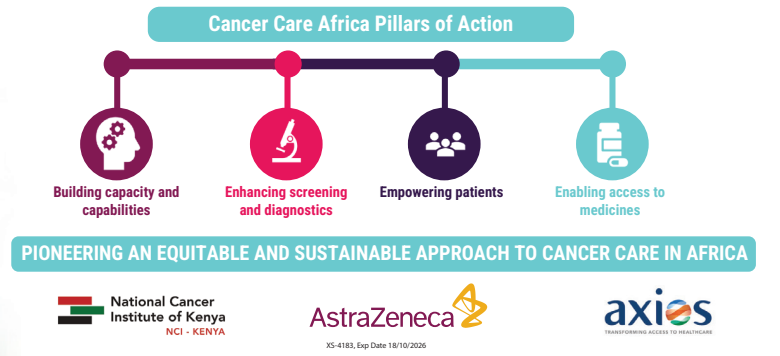 Cancer Care Africa Pillars of Action
Building capacity and
capabilities
Enhancing screening
and diagnostics
Empowering patients
Enabling access to
medicines
PIONEERING AN EQUITABLE AND SUSTAINABLE APPROACH TO CANCER CARE IN AFRICA
National Cancer
Institute of Kenya
NCI - KENYA
AstraZeneca
axios
TRANSFORMING ACCESS TO HEALTHCARE
XS-4183, Exp Date 18/10/2026